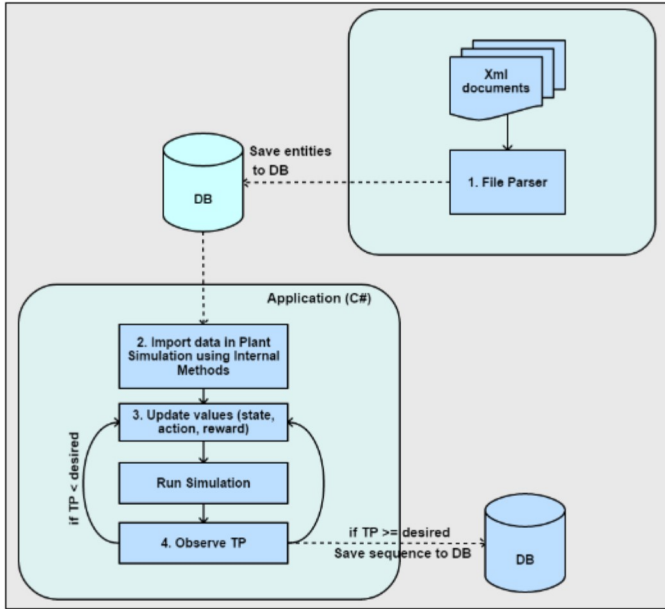 Xml
documents
1. File Parser
Save entities
to DB
DB
Application (C#)
2. Import data in Plant
Simulation using Internal
Methods
3. Update values (state,
action, reward)
if TP < desired
Run Simulation
4. Observe TP
if TP >= desired
Save sequence to DB
DB